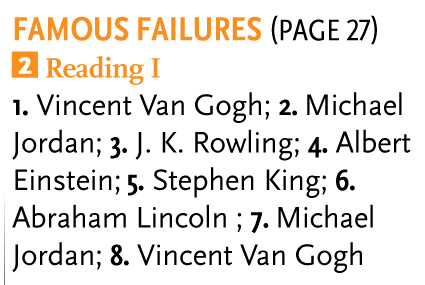 FAMOUS FAILURES (PAGE 27)
2 Reading I
1. Vincent Van Gogh; 2. Michael
Jordan; 3. J. K. Rowling; 4. Albert
Einstein; 5. Stephen King; 6.
Abraham Lincoln ; 7. Michael
Jordan; 8. Vincent Van Gogh